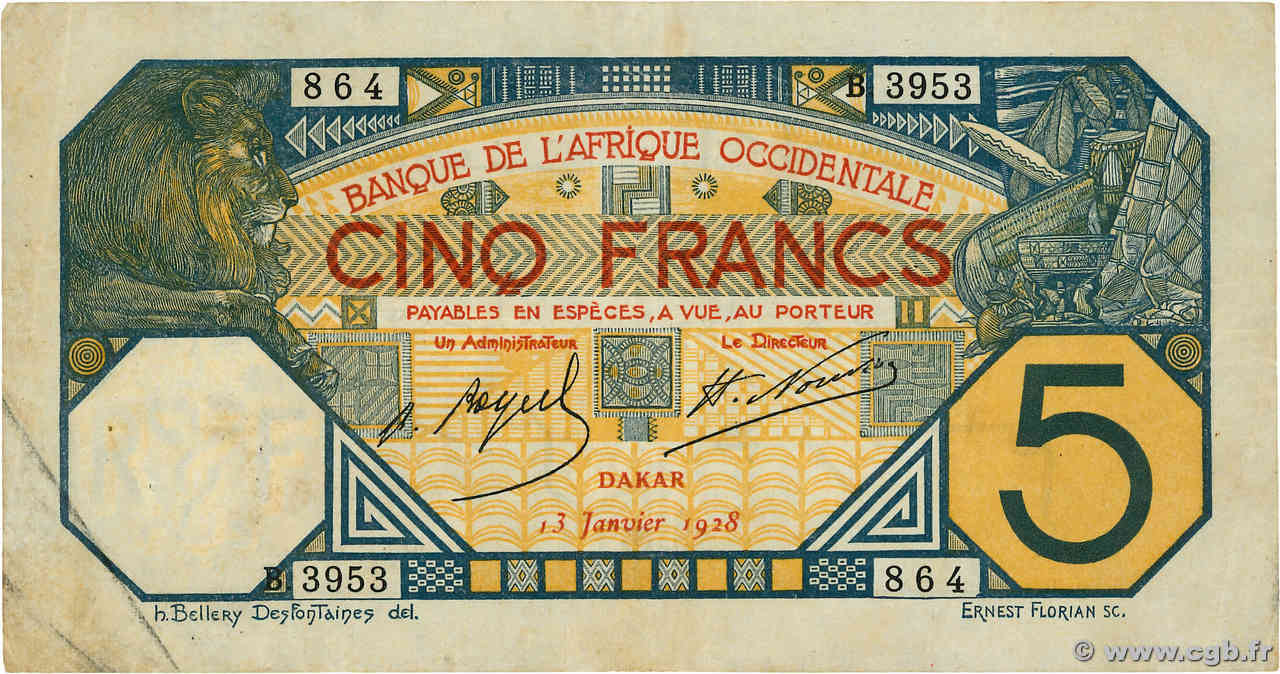 864
B 3953
BANQUE DE L'AFRIQUE OCCIDENTALE
CINQ FRANCS
PAYABLES EN ESPÈCES, A VUE, AU PORTEUR
Un Administrateur
Le Directeur
DAKAR
13 Janvier 1928
5
B 3953
864
h. Bellery Desfontaines del.
ERNEST FLORIAN SC.
© www.cgb.fr